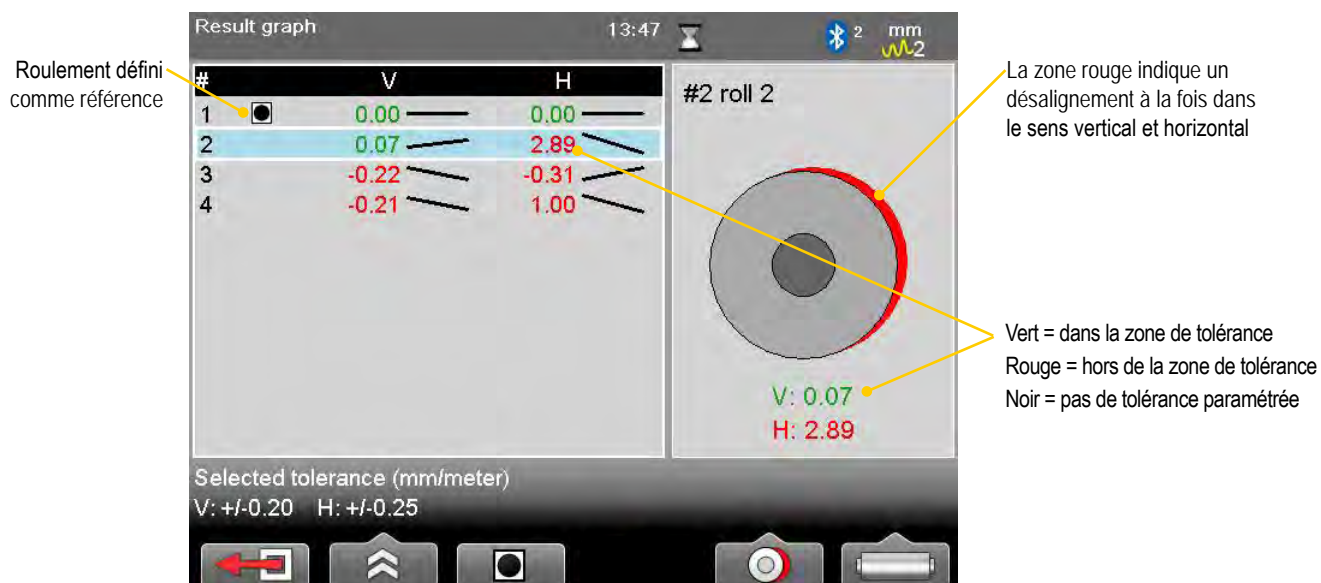 Result graph 13:47 2 mm
2
Roulement défini
comme référence
# V H
1 0.00 0.00
2 0.07 2.89
3 -0.22 -0.31
4 -0.21 1.00
#2 roll 2
V: 0.07
H: 2.89
La zone rouge indique un
désalignement à la fois dans
le sens vertical et horizontal
Vert = dans la zone de tolérance
Rouge = hors de la zone de tolérance
Noir = pas de tolérance paramétrée
Selected tolerance (mm/meter)
V: +/-0.20 H: +/-0.25